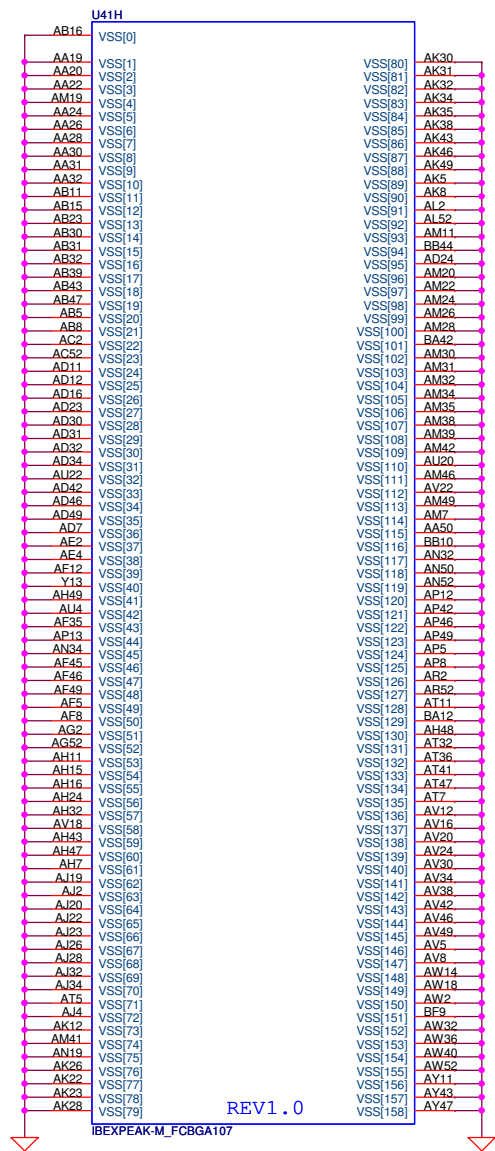 U41H
AB16 VSS[0]
AA19 VSS[1] VSS[80] AK30
AA20 VSS[2] VSS[81] AK31
AA22 VSS[3] VSS[82] AK32
AM19 VSS[4] VSS[83] AK34
AA24 VSS[5] VSS[84] AK35
AA26 VSS[6] VSS[85] AK38
AA28 VSS[7] VSS[86] AK43
AA30 VSS[8] VSS[87] AK46
AA31 VSS[9] VSS[88] AK49
AA32 VSS[10] VSS[89] AK5
AB11 VSS[11] VSS[90] AK8
AB15 VSS[12] VSS[91] AL2
AB23 VSS[13] VSS[92] AL52
AB30 VSS[14] VSS[93] AM11
AB31 VSS[15] VSS[94] BB44
AB32 VSS[16] VSS[95] AD24
AB39 VSS[17] VSS[96] AM20
AB43 VSS[18] VSS[97] AM22
AB47 VSS[19] VSS[98] AM24
AB5 VSS[20] VSS[99] AM26
AB8 VSS[21] VSS[100] AM28
AC2 VSS[22] VSS[101] BA42
AC52 VSS[23] VSS[102] AM30
AD11 VSS[24] VSS[103] AM31
AD12 VSS[25] VSS[104] AM32
AD16 VSS[26] VSS[105] AM34
AD23 VSS[27] VSS[106] AM35
AD30 VSS[28] VSS[107] AM38
AD31 VSS[29] VSS[108] AM39
AD32 VSS[30] VSS[109] AM42
AD34 VSS[31] VSS[110] AU20
AU22 VSS[32] VSS[111] AM46
AD42 VSS[33] VSS[112] AV22
AD46 VSS[34] VSS[113] AM49
AD49 VSS[35] VSS[114] AM7
AD7 VSS[36] VSS[115] AA50
AE2 VSS[37] VSS[116] BB10
AE4 VSS[38] VSS[117] AN32
AF12 VSS[39] VSS[118] AN50
Y13 VSS[40] VSS[119] AN52
AH49 VSS[41] VSS[120] AP12
AU4 VSS[42] VSS[121] AP42
AF35 VSS[43] VSS[122] AP46
AP13 VSS[44] VSS[123] AP49
AN34 VSS[45] VSS[124] AP5
AF45 VSS[46] VSS[125] AP8
AF46 VSS[47] VSS[126] AR2
AF49 VSS[48] VSS[127] AR52
AF5 VSS[49] VSS[128] AT11
AF8 VSS[50] VSS[129] BA12
AG2 VSS[51] VSS[130] AH48
AG52 VSS[52] VSS[131] AT32
AH11 VSS[53] VSS[132] AT36
AH15 VSS[54] VSS[133] AT41
AH16 VSS[55] VSS[134] AT47
AH24 VSS[56] VSS[135] AT7
AH32 VSS[57] VSS[136] AV12
AV18 VSS[58] VSS[137] AV16
AH43 VSS[59] VSS[138] AV20
AH47 VSS[60] VSS[139] AV24
AH7 VSS[61] VSS[140] AV30
AJ19 VSS[62] VSS[141] AV34
AJ2 VSS[63] VSS[142] AV38
AJ20 VSS[64] VSS[143] AV42
AJ22 VSS[65] VSS[144] AV46
AJ23 VSS[66] VSS[145] AV49
AJ26 VSS[67] VSS[146] AV5
AJ28 VSS[68] VSS[147] AV8
AJ32 VSS[69] VSS[148] AW14
AJ34 VSS[70] VSS[149] AW18
AT5 VSS[71] VSS[150] AW2
AJ4 VSS[72] VSS[151] BF9
AK12 VSS[73] VSS[152] AW32
AM41 VSS[74] VSS[153] AW36
AN19 VSS[75] VSS[154] AW40
AK26 VSS[76] VSS[155] AW52
AK22 VSS[77] VSS[156] AY11
AK23 VSS[78] VSS[157] AY43
AK28 VSS[79] VSS[158] AY47
REV1.0
IBEXPEAK-M_FCBGA107